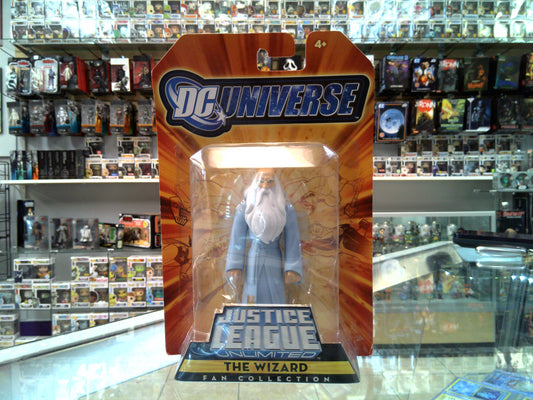 4+
DC UNIVERSE
JUSTICE
LEAGUE
UNLIMITED
THE WIZARD
FAN COLLECTION